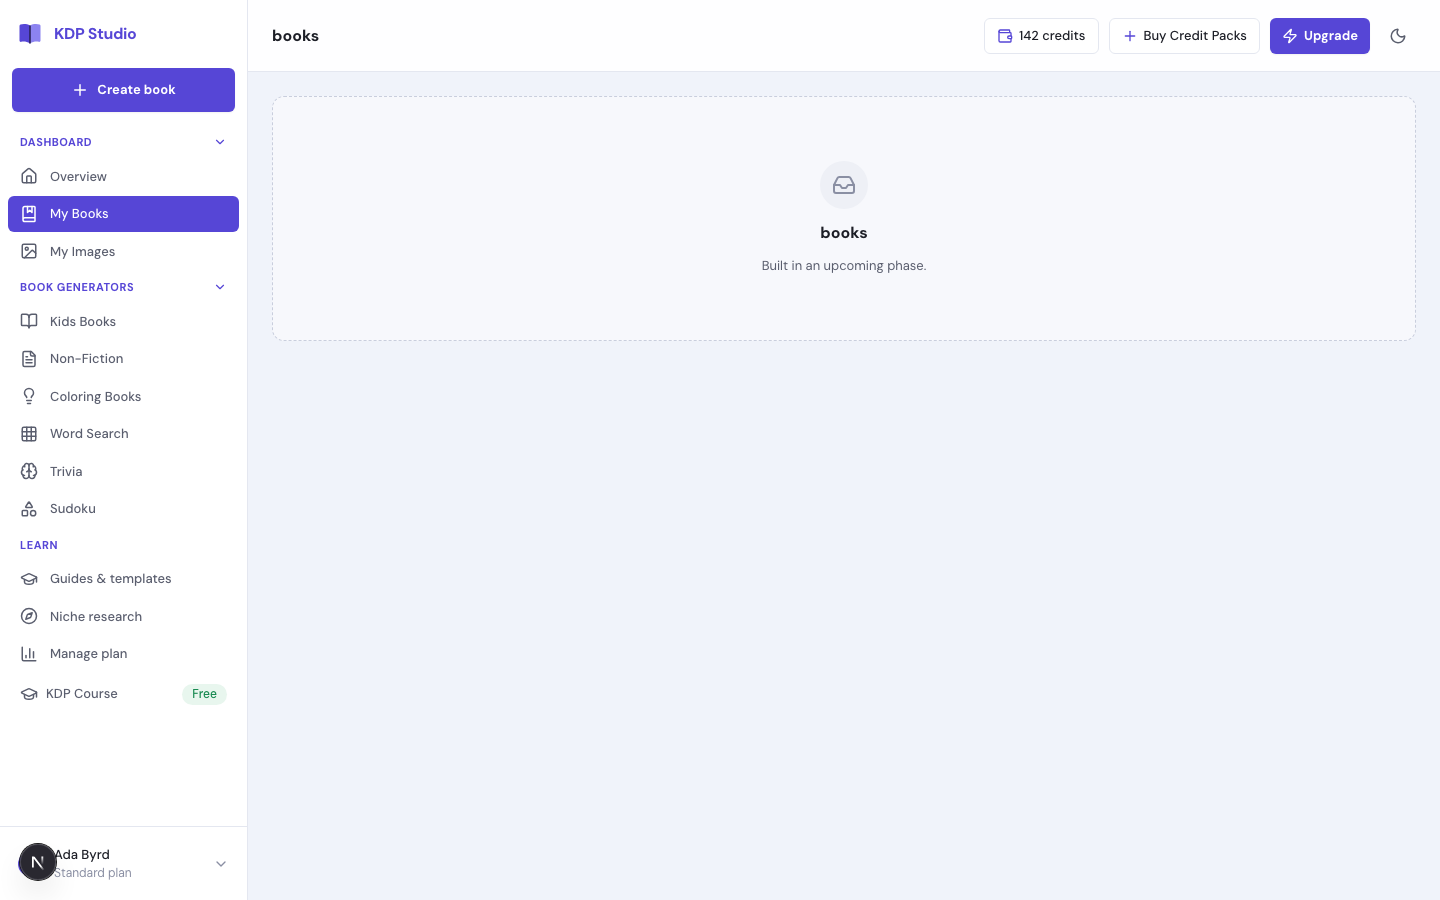 KDP Studio
Create book
DASHBOARD
Overview
My Books
My Images
BOOK GENERATORS
Kids Books
Non-Fiction
Coloring Books
Word Search
Trivia
Sudoku
LEARN
Guides & templates
Niche research
Manage plan
KDP Course Free
N Ada Byrd
Standard plan
books
142 credits
Buy Credit Packs
Upgrade
books
Built in an upcoming phase.